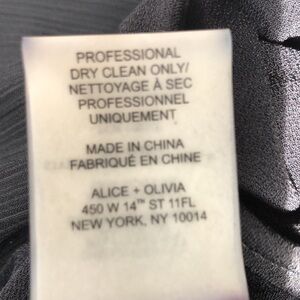 PROFESSIONAL
DRY CLEAN ONLY/
NETTOYAGE À SEC
PROFESSIONNEL
UNIQUEMENT
MADE IN CHINA
FABRIQUÉ EN CHINE
ALICE + OLIVIA
450 W 14™ ST 11FL
NEW YORK, NY 10014